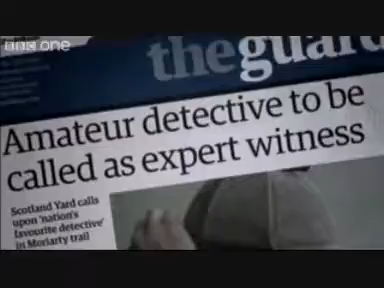 BBC one
theguar
Amateur detective to be
called as expert witness
Scotland Yard calls
upon 'nation's
favourite detective'
in Moriarty trail